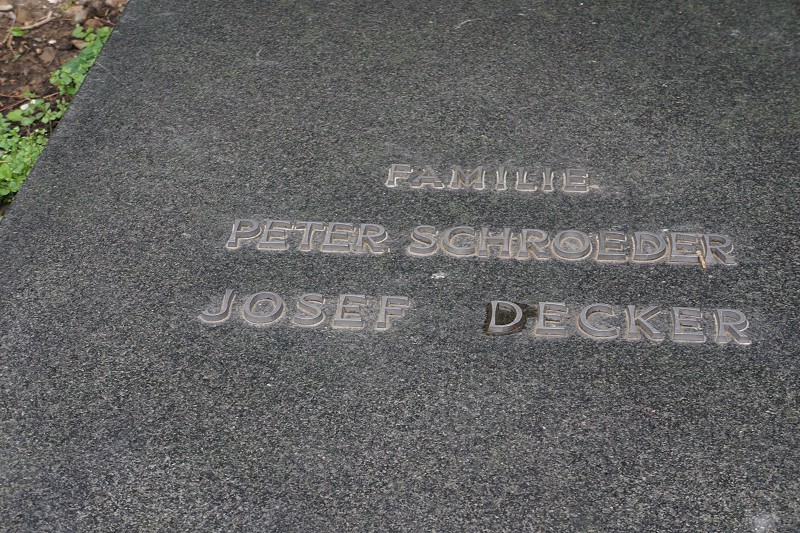 FAMILIE
PETER SCHROEDER
JOSEF DECKER